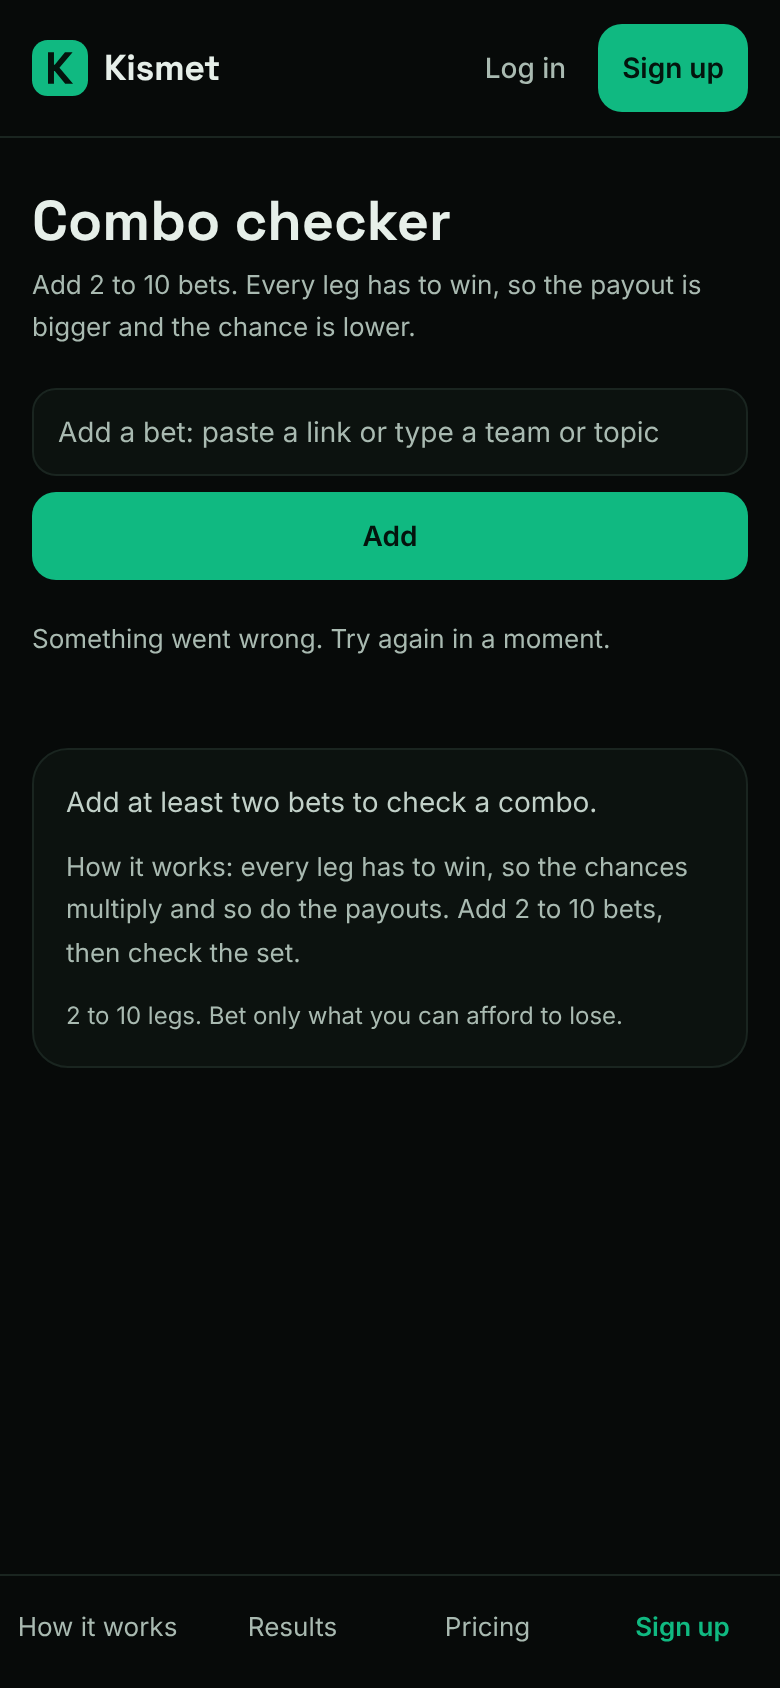 K Kismet
Log in
Sign up
Combo checker
Add 2 to 10 bets. Every leg has to win, so the payout is
bigger and the chance is lower.
Add a bet: paste a link or type a team or topic
Add
Something went wrong. Try again in a moment.
Add at least two bets to check a combo.
How it works: every leg has to win, so the chances
multiply and so do the payouts. Add 2 to 10 bets,
then check the set.
2 to 10 legs. Bet only what you can afford to lose.
How it works
Results
Pricing
Sign up